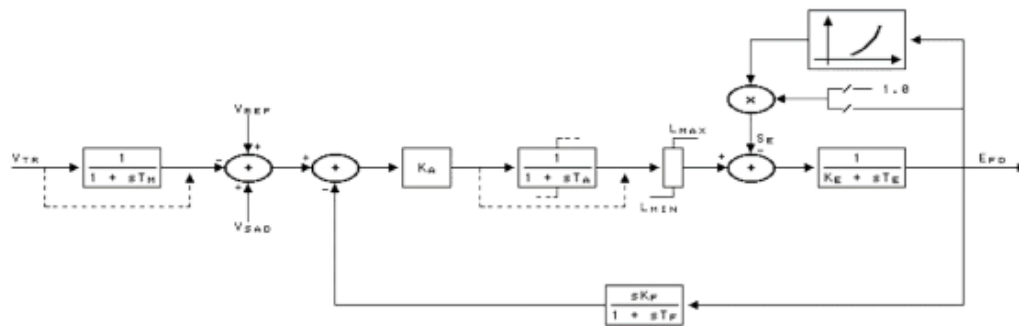 1.0
×
V_REF
L_MAX
S_E
V_TR
1
1 + sT_M
- + +
+
+ -
+
K_A
1
1 + sT_A
+ -
+
1
K_E + sT_E
E_FD
V_SAD
L_MIN
sK_F
1 + sT_F